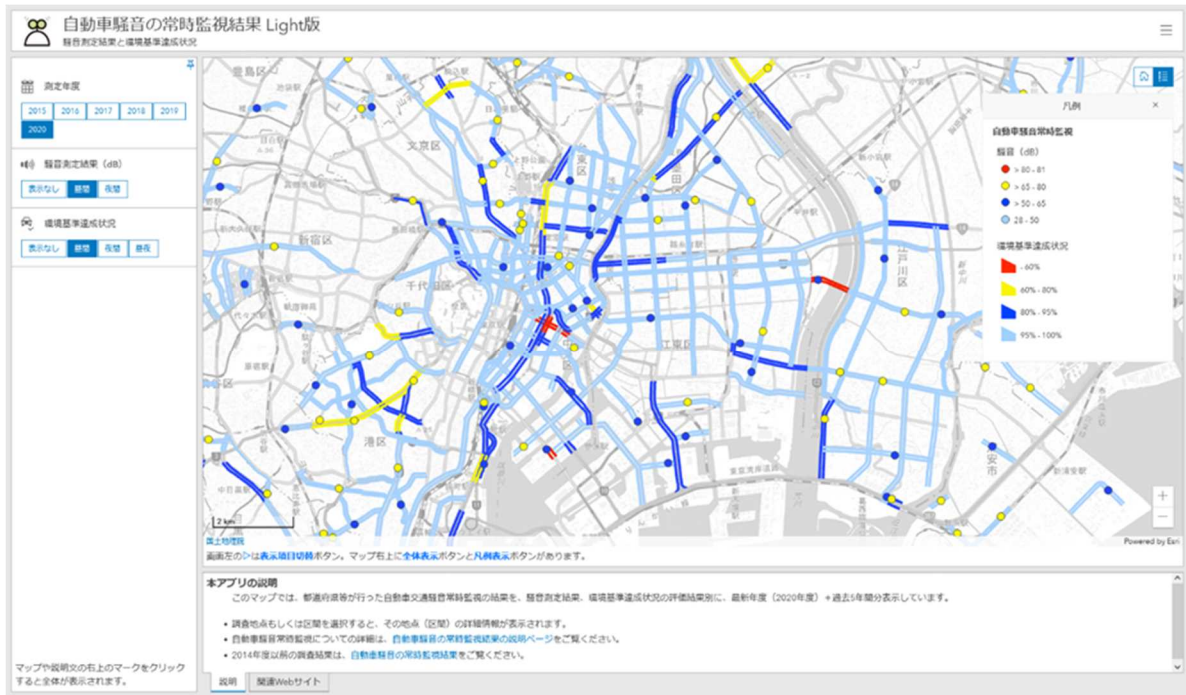 自動車騒音の常時監視結果 Light版
騒音測定結果と環境基準達成状況
測定年度
2015 2016 2017 2018 2019
2020
騒音測定結果（dB）
表示なし 昼間 夜間
環境基準達成状況
表示なし 昼間 夜間 昼夜
マップや説明文の右上のマークをクリック
すると全体が表示されます。
豊島区
文京区
新宿区
千代田区
江東区
江戸川区
港区
中目黒駅
東京湾岸道路
新浦安駅
2 km
国土地理院
Powered by Esri
凡例
自動車騒音常時監視
騒音（dB）
> 80 - 81
> 65 - 80
> 50 - 65
28 - 50
環境基準達成状況
- 60%
60% - 80%
80% - 95%
95% - 100%
画面左の▷は表示項目切替ボタン。マップ右上に全体表示ボタンと凡例表示ボタンがあります。
本アプリの説明
このマップでは、都道府県等が行った自動車交通騒音常時監視の結果を、騒音測定結果、環境基準達成状況の評価結果別に、最新年度（2020年度）+過去5年間分表示しています。
• 調査地点もしくは区間を選択すると、その地点（区間）の詳細情報が表示されます。
• 自動車騒音常時監視についての詳細は、自動車騒音の常時監視結果の説明ページをご覧ください。
• 2014年度以前の調査結果は、自動車騒音の常時監視結果をご覧ください。
説明 関連Webサイト